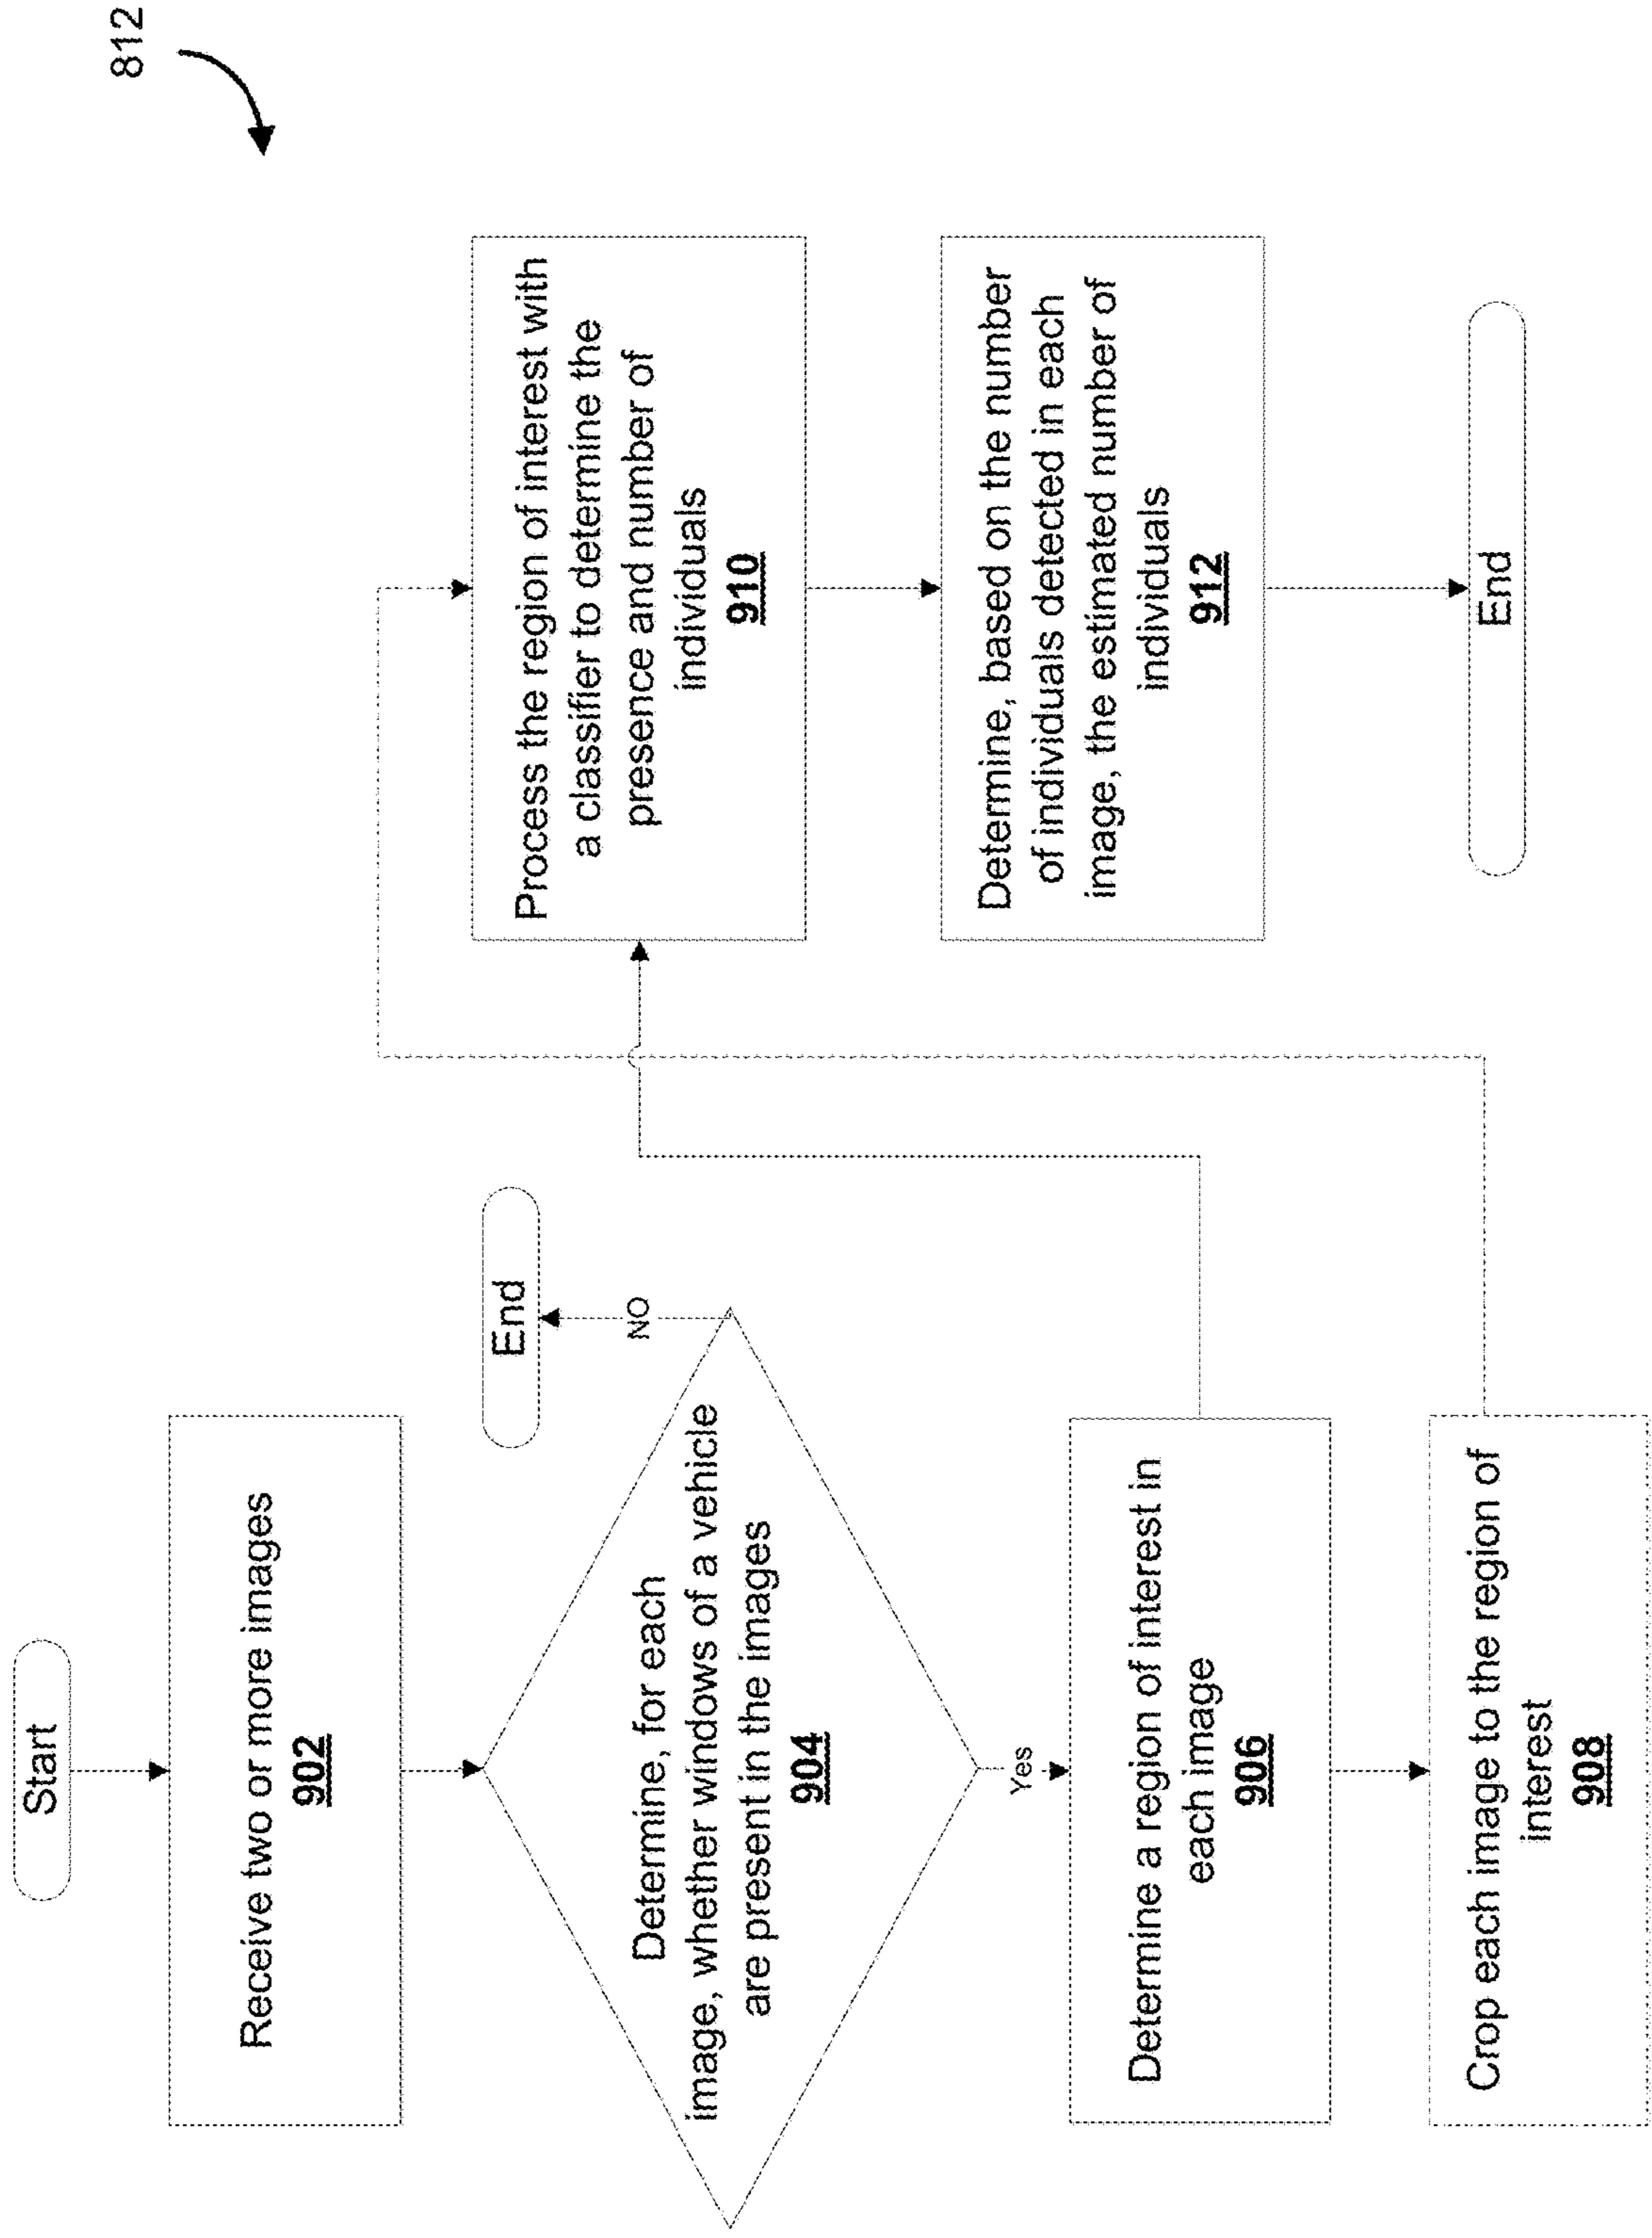 812
Start
Receive two or more images
902
Determine, for each
image, whether windows of a vehicle
are present in the images
904
NO
End
Yes
Determine a region of interest in
each image
906
Crop each image to the region of
interest
908
Process the region of interest with
a classifier to determine the
presence and number of
individuals
910
Determine, based on the number
of individuals detected in each
image, the estimated number of
individuals
912
End